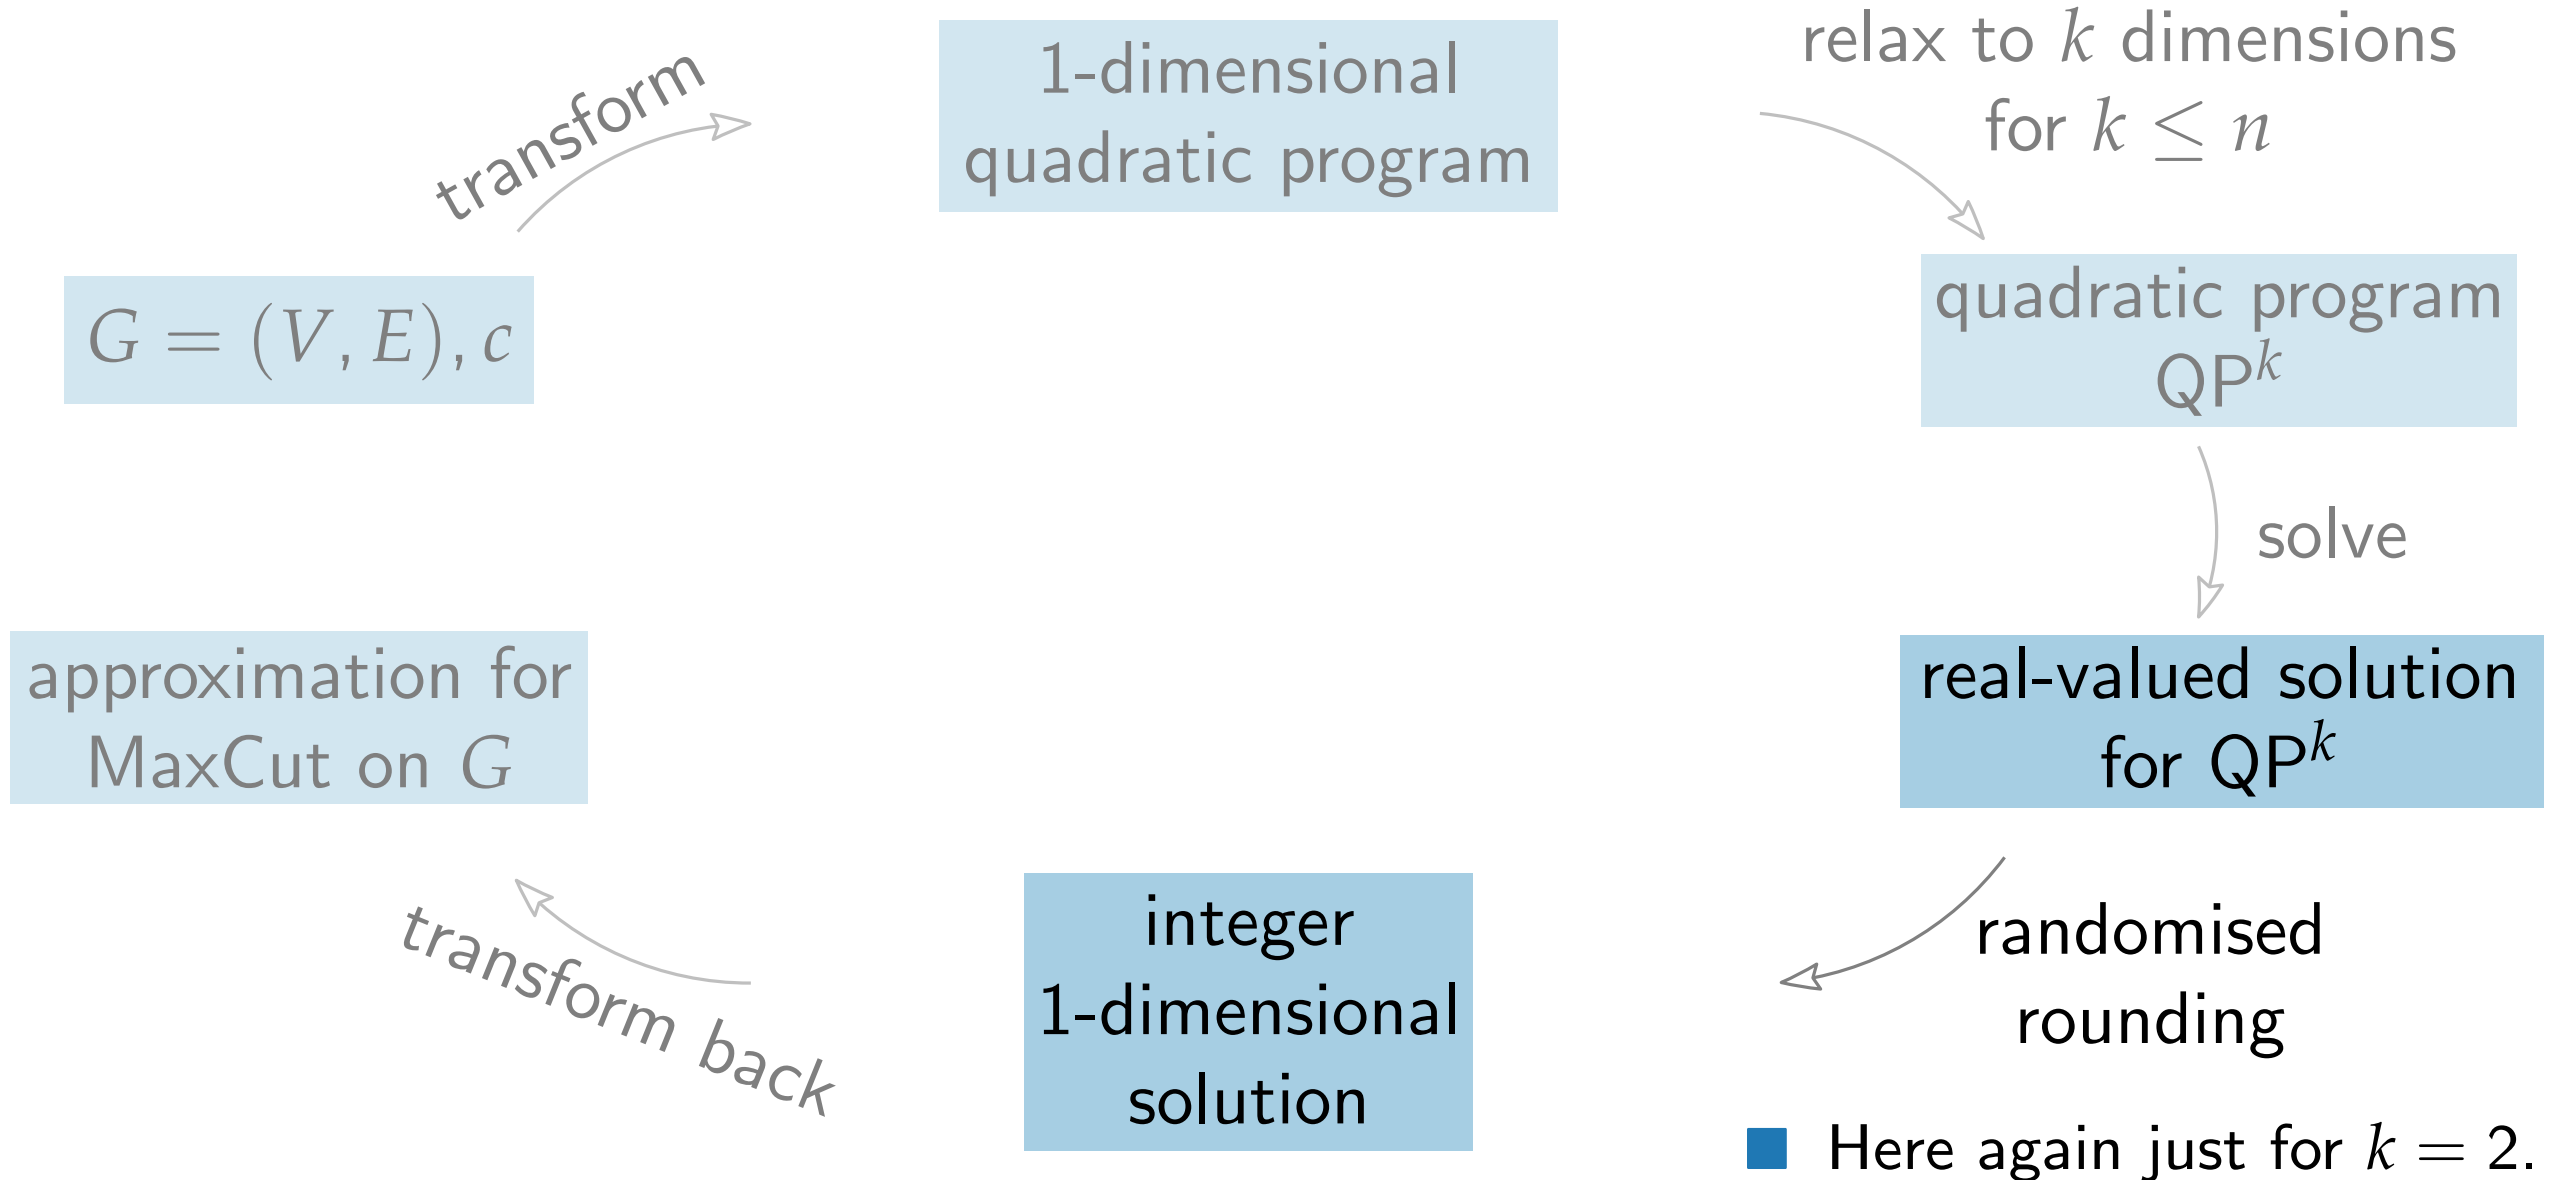 transform
1-dimensional
quadratic program
relax to k dimensions
for k ≤ n
G = (V, E), c
quadratic program
QP^k
solve
approximation for
MaxCut on G
real-valued solution
for QP^k
transform back
integer
1-dimensional
solution
randomised
rounding
Here again just for k = 2.